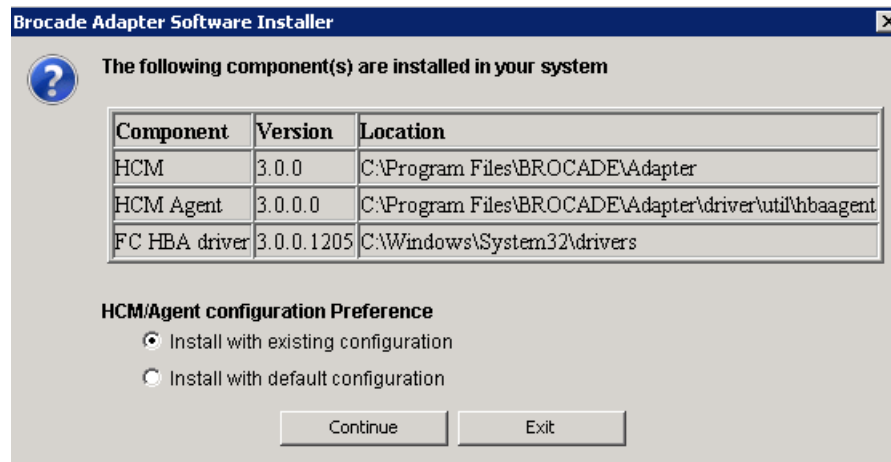 Brocade Adapter Software Installer
The following component(s) are installed in your system
Component Version Location
HCM 3.0.0 C:\Program Files\BROCADE\Adapter
HCM Agent 3.0.0.0 C:\Program Files\BROCADE\Adapter\driver\util\hbaagent
FC HBA driver 3.0.0.1205 C:\Windows\System32\drivers
HCM/Agent configuration Preference
Install with existing configuration
Install with default configuration
Continue Exit